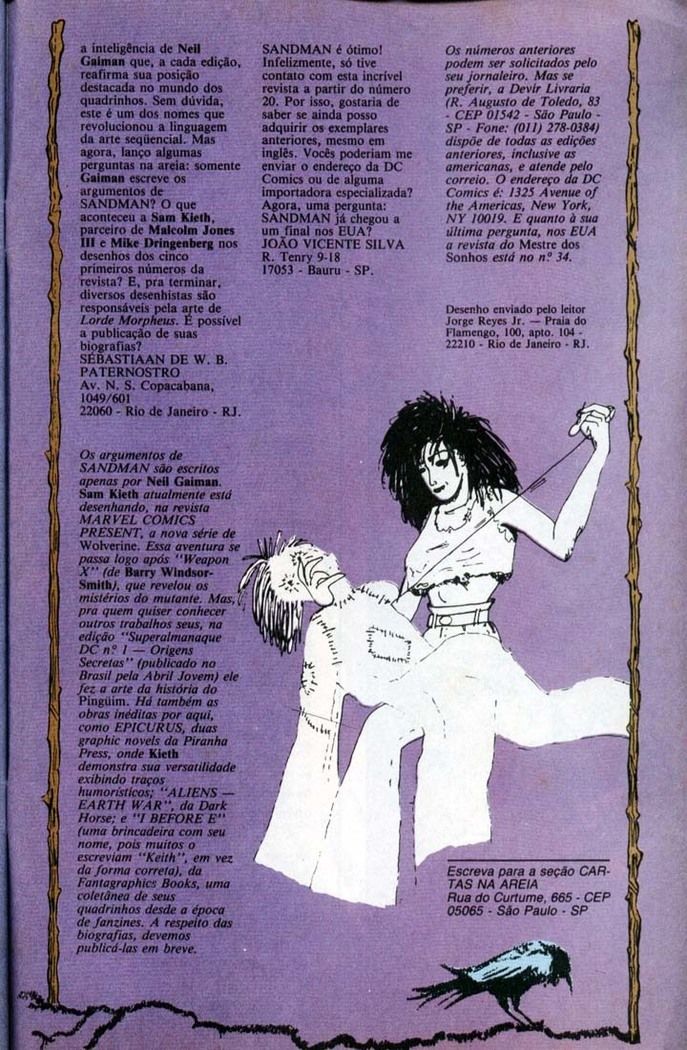 a inteligência de Neil
Gaiman que, a cada edição,
reafirma sua posição
destacada no mundo dos
quadrinhos. Sem dúvida,
este é um dos nomes que
revolucionou a linguagem
da arte seqüencial. Mas
agora, lanço algumas
perguntas na areia: somente
Gaiman escreve os
argumentos de
SANDMAN? O que
aconteceu a Sam Kieth,
parceiro de Malcolm Jones
III e Mike Dringenberg nos
desenhos dos cinco
primeiros números da
revista? E, pra terminar,
diversos desenhistas são
responsáveis pela arte de
Lorde Morpheus. É possível
a publicação de suas
biografias?
SEBASTIAAN DE W. B.
PATERNOSTRO
Av. N. S. Copacabana,
1049/601
22060 - Rio de Janeiro - RJ.
Os argumentos de
SANDMAN são escritos
apenas por Neil Gaiman.
Sam Kieth atualmente está
desenhando, na revista
MARVEL COMICS
PRESENT, a nova série de
Wolverine. Essa aventura se
passa logo após "Weapon
X" (de Barry Windsor-
Smith), que revelou os
mistérios do mutante. Mas,
pra quem quiser conhecer
outros trabalhos seus, na
edição "Superalmanaque
DC nº 1 — Origens
Secretas" (publicado no
Brasil pela Abril Jovem) ele
fez a arte da história do
Pingüim. Há também as
obras inéditas por aqui,
como EPICURUS, duas
graphic novels da Piranha
Press, onde Kieth
demonstra sua versatilidade
exibindo traços
humorísticos; "ALIENS —
EARTH WAR", da Dark
Horse; e "I BEFORE E"
(uma brincadeira com seu
nome, pois muitos o
escreviam "Keith", em vez
da forma correta), da
Fantagraphics Books, uma
coletânea de seus
quadrinhos desde a época
de fanzines. A respeito das
biografias, devemos
publicá-las em breve.
SANDMAN é ótimo!
Infelizmente, só tive
contato com esta incrível
revista a partir do número
20. Por isso, gostaria de
saber se ainda posso
adquirir os exemplares
anteriores, mesmo em
inglês. Vocês poderiam me
enviar o endereço da DC
Comics ou de alguma
importadora especializada?
Agora, uma pergunta:
SANDMAN já chegou a
um final nos EUA?
JOÃO VICENTE SILVA
R. Tenry 9-18
17053 - Bauru - SP.
Os números anteriores
podem ser solicitados pelo
seu jornaleiro. Mas se
preferir, a Devir Livraria
(R. Augusto de Toledo, 83
- CEP 01542 - São Paulo -
SP - Fone: (011) 278-0384)
dispõe de todas as edições
anteriores, inclusive as
americanas, e atende pelo
correio. O endereço da DC
Comics é: 1325 Avenue of
the Americas, New York,
NY 10019. E quanto à sua
última pergunta, nos EUA
a revista do Mestre dos
Sonhos está no nº 34.
Desenho enviado pelo leitor
Jorge Reyes Jr. — Praia do
Flamengo, 100, apto. 104 -
22210 - Rio de Janeiro - RJ.
Escreva para a seção CAR-
TAS NA AREIA
Rua do Curtume, 665 - CEP
05065 - São Paulo - SP